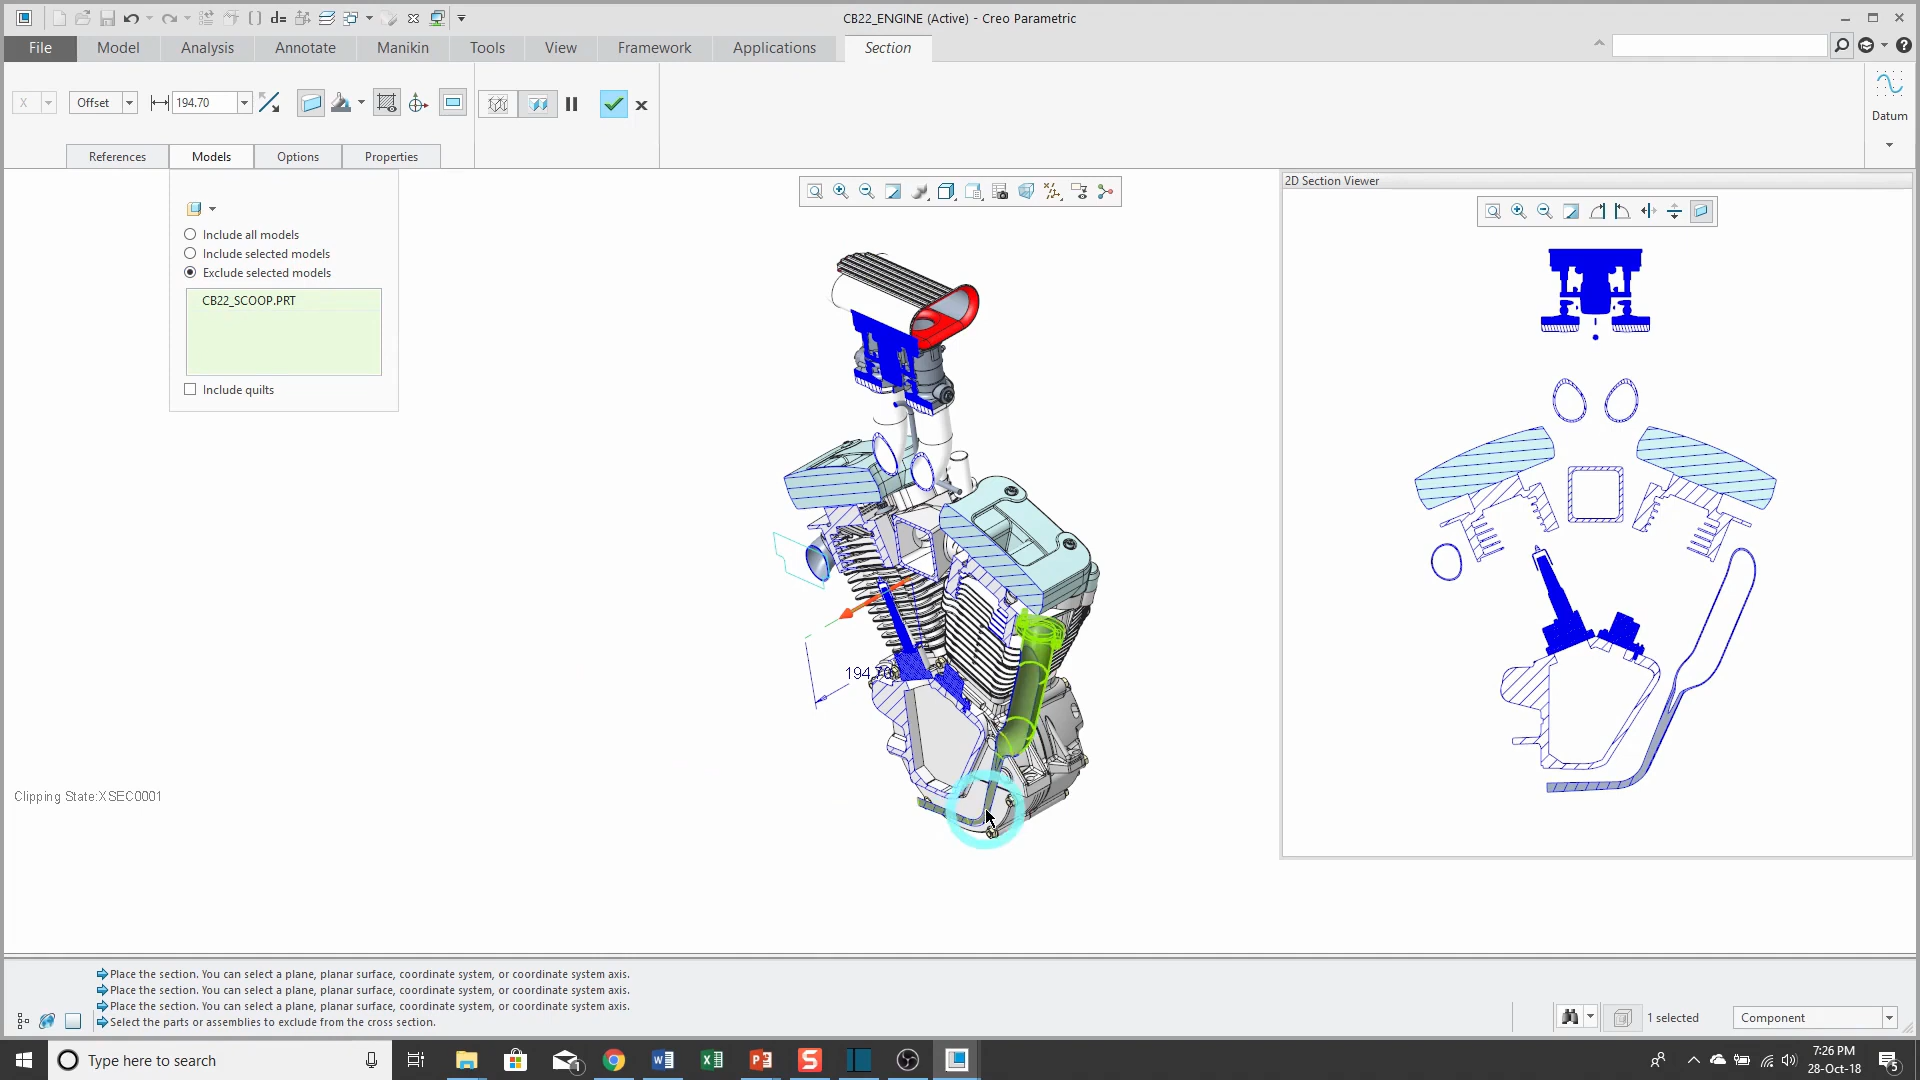 CB22_ENGINE (Active) - Creo Parametric
d=
File Model Analysis Annotate Manikin Tools View Framework Applications Section
X Offset 194.70
Datum
References Models Options Properties
2D Section Viewer
Include all models
Include selected models
Exclude selected models
CB22_SCOOP.PRT
Include quilts
194.70
Clipping State:XSEC0001
Place the section. You can select a plane, planar surface, coordinate system, or coordinate system axis.
Place the section. You can select a plane, planar surface, coordinate system, or coordinate system axis.
Place the section. You can select a plane, planar surface, coordinate system, or coordinate system axis.
Select the parts or assemblies to exclude from the cross section.
1 selected
Component
Type here to search
1
7:26 PM
28-Oct-18
5